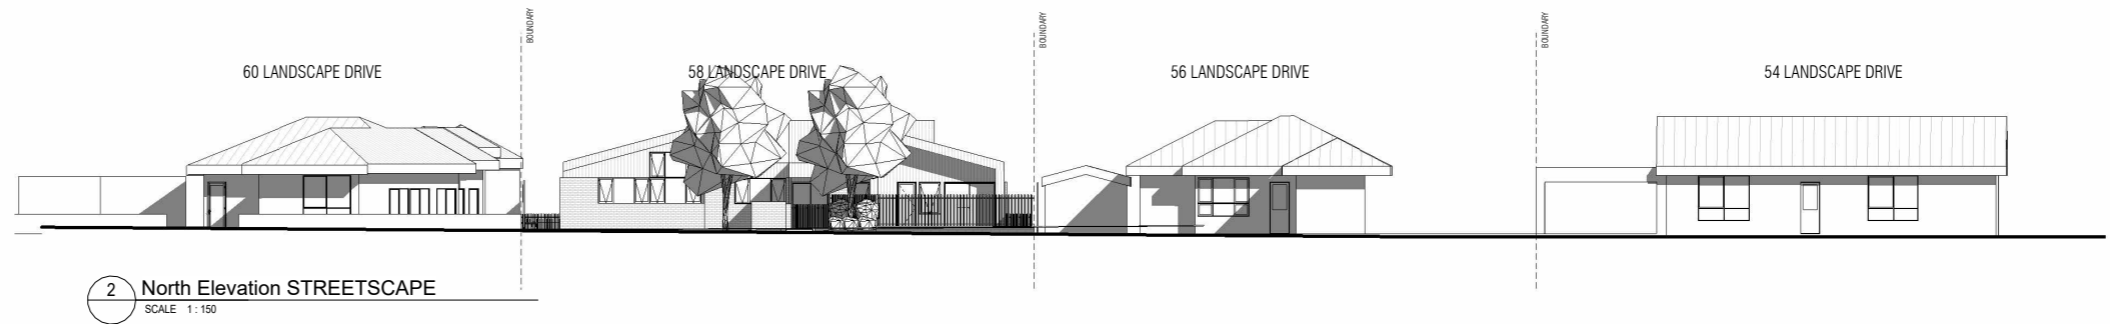 BOUNDARY
BOUNDARY
BOUNDARY
60 LANDSCAPE DRIVE
58 LANDSCAPE DRIVE
56 LANDSCAPE DRIVE
54 LANDSCAPE DRIVE
2
North Elevation STREETSCAPE
SCALE 1 : 150